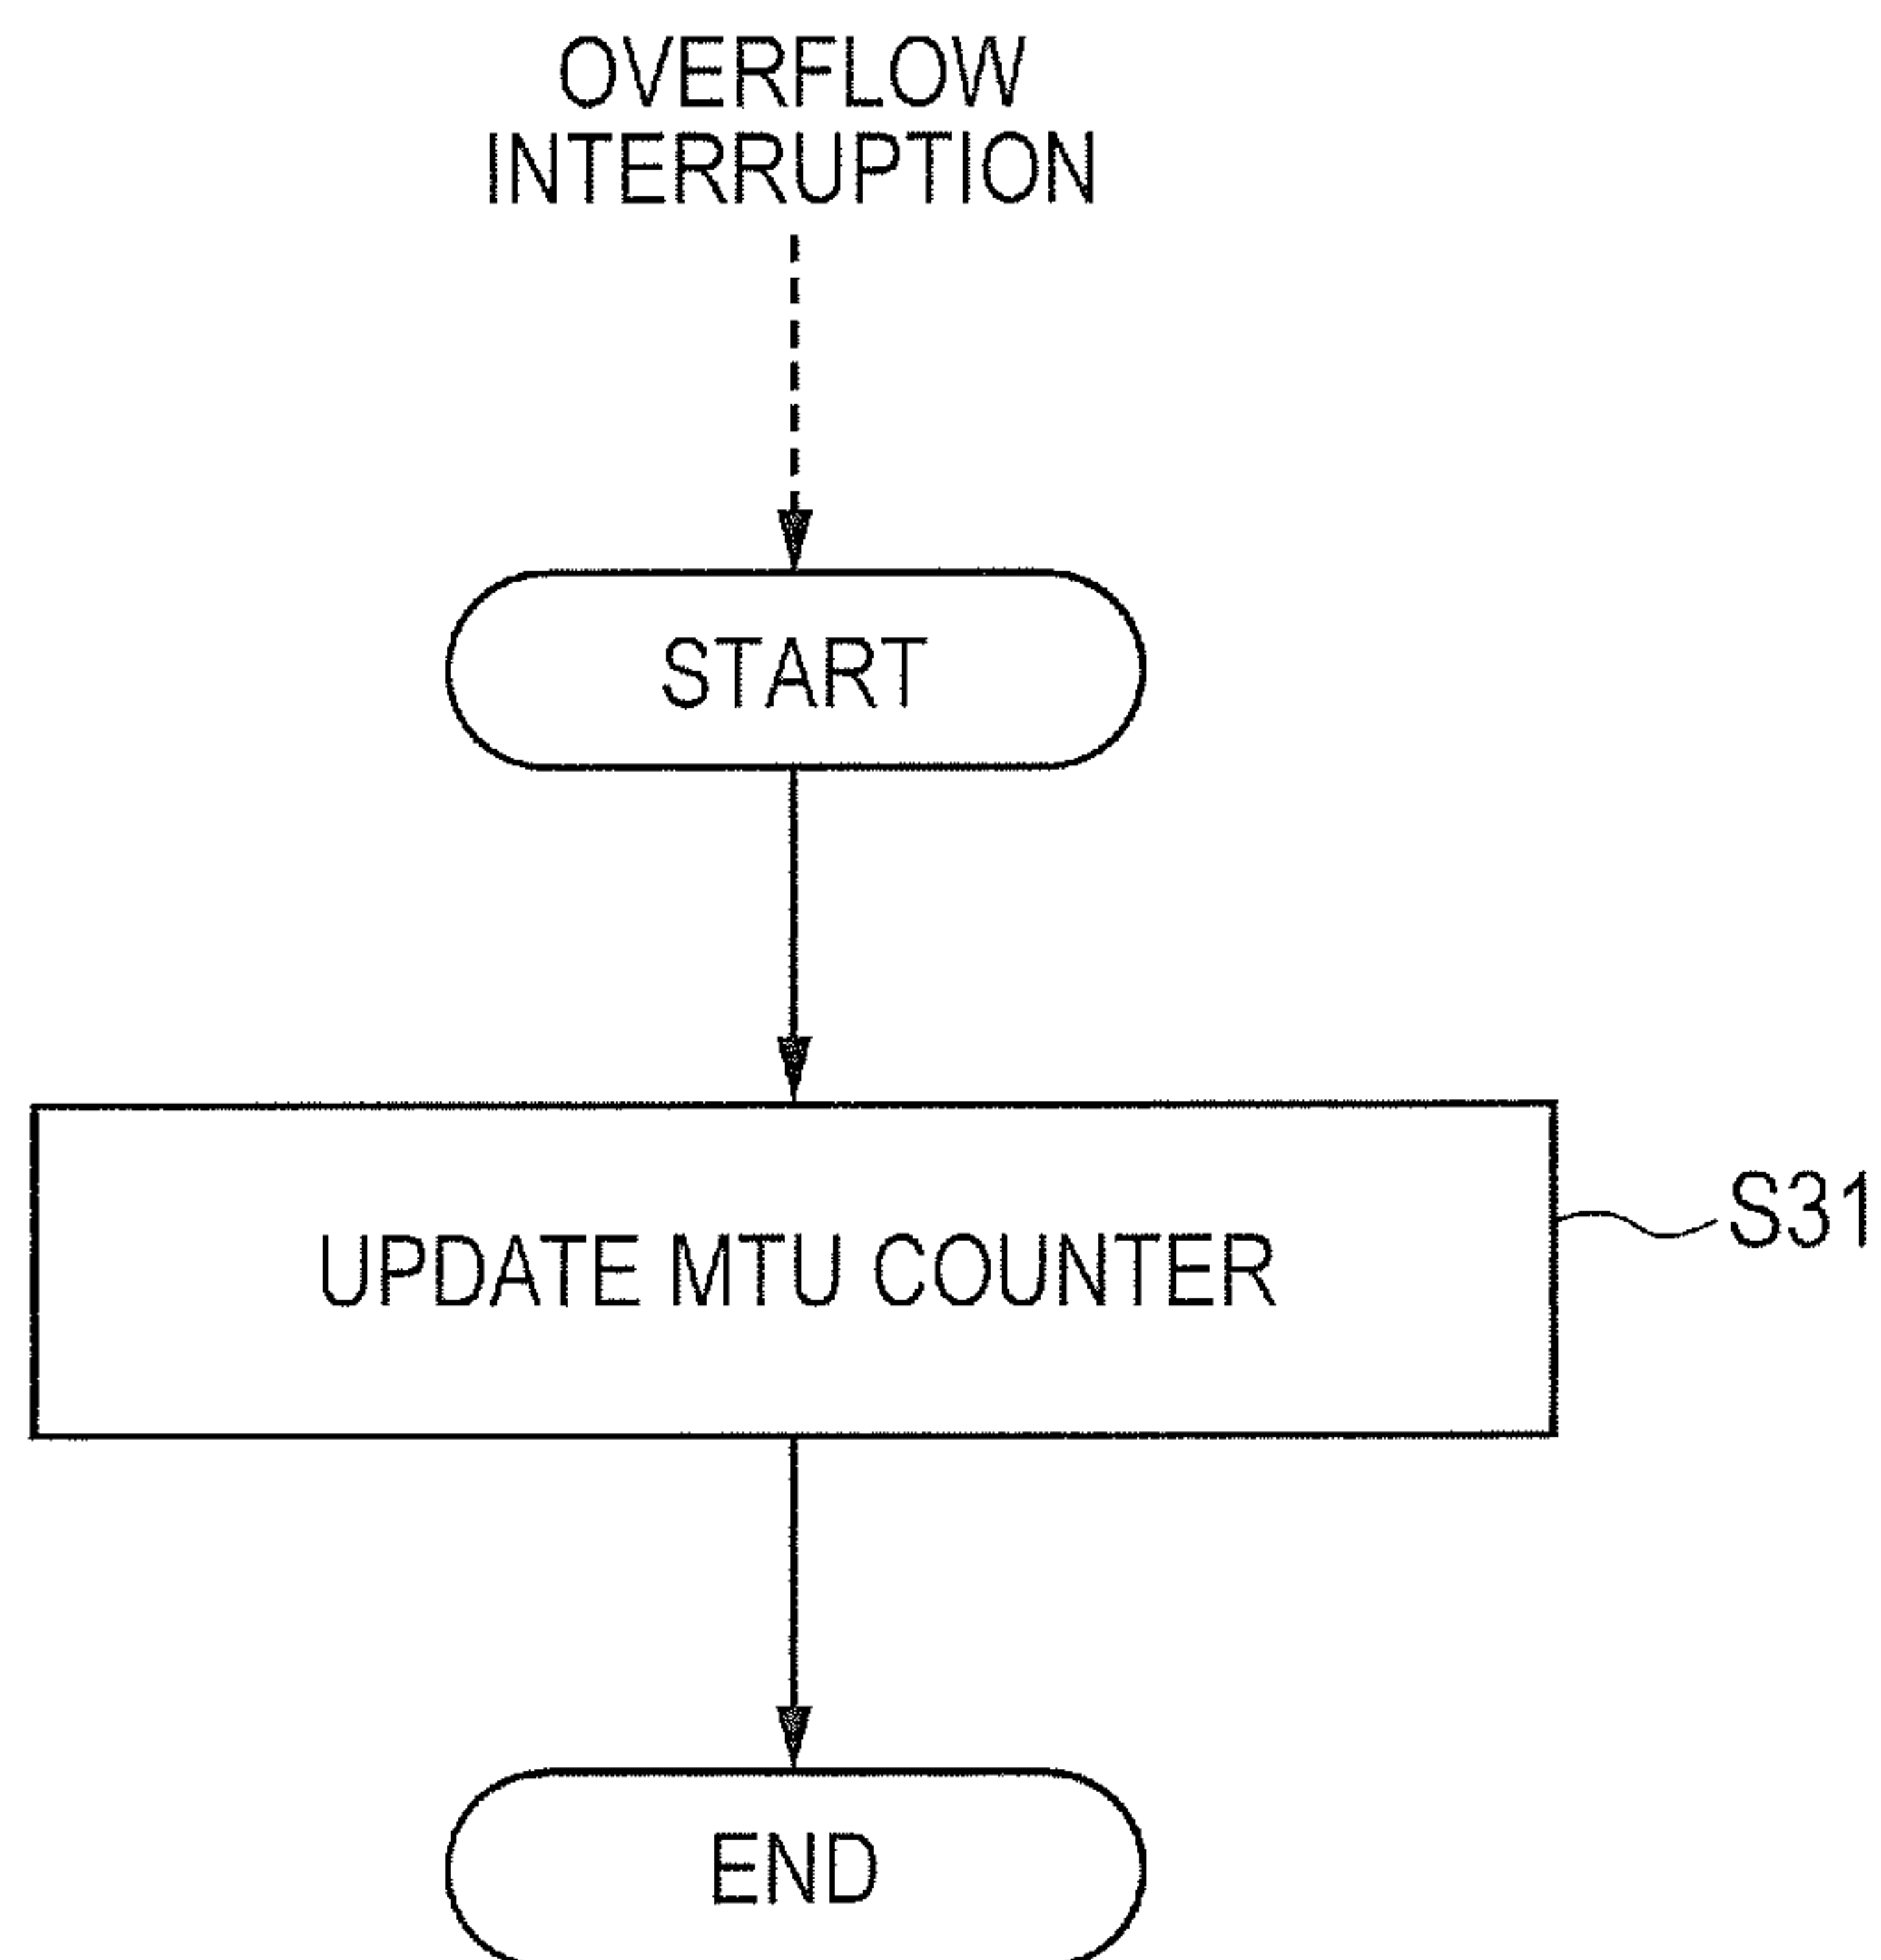 OVERFLOW
INTERRUPTION
START
UPDATE MTU COUNTER
S31
END